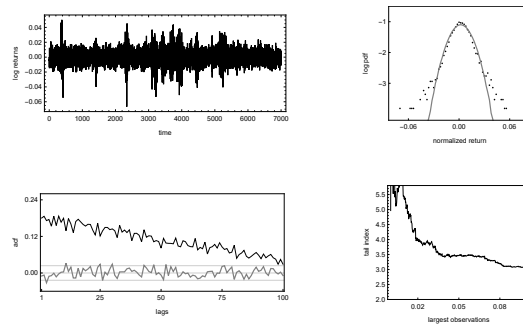 log returns
0.04
0.02
0.00
−0.02
−0.04
−0.06
0 1000 2000 3000 4000 5000 6000 7000
time
log pdf
−1
−2
−3
−0.06 0.00 0.06
normalized return
acf
0.24
0.12
0.00
1 25 50 75 100
lags
tail index
5.5
5.0
4.5
4.0
3.5
3.0
2.5
2.0
0.02 0.05 0.08
largest observations